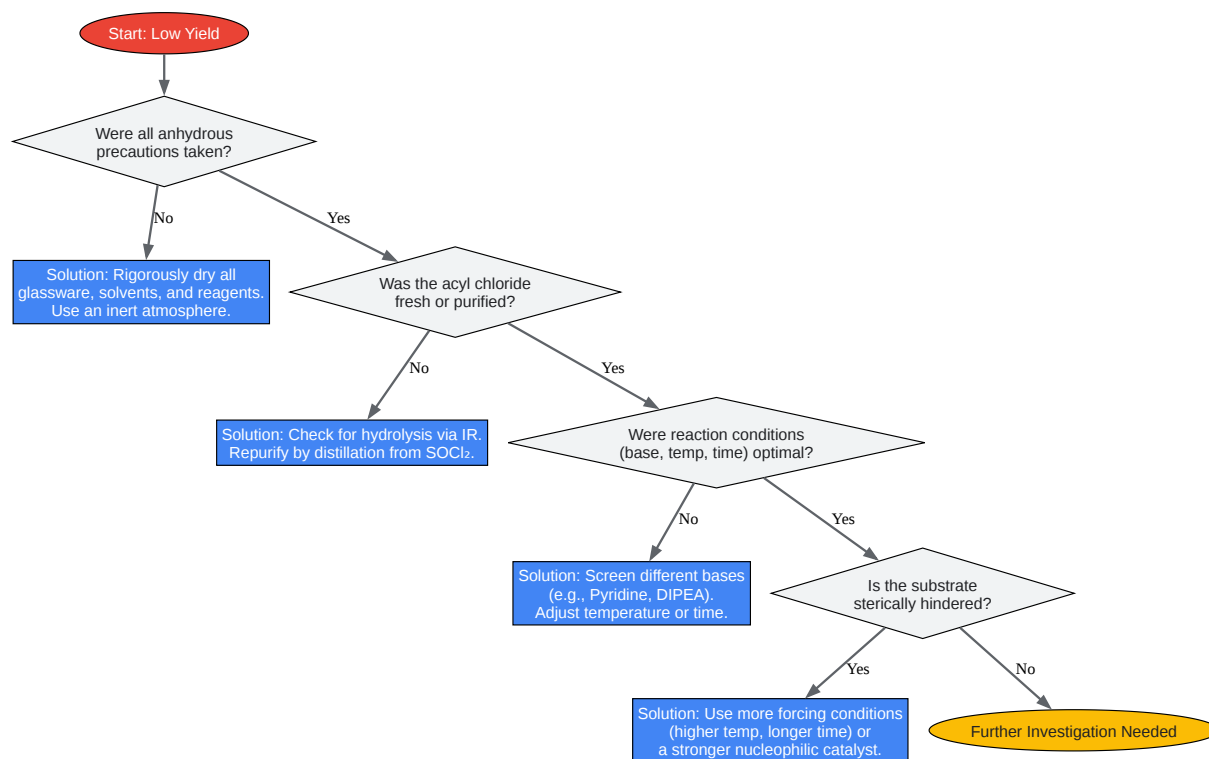 Start: Low Yield
Were all anhydrous
precautions taken?
No
Yes
Solution: Rigorously dry all
glassware, solvents, and reagents.
Use an inert atmosphere.
Was the acyl chloride
fresh or purified?
No
Yes
Solution: Check for hydrolysis via IR.
Repurify by distillation from SOCl₂.
Were reaction conditions
(base, temp, time) optimal?
No
Yes
Solution: Screen different bases
(e.g., Pyridine, DIPEA).
Adjust temperature or time.
Is the substrate
sterically hindered?
Yes
No
Solution: Use more forcing conditions
(higher temp, longer time) or
a stronger nucleophilic catalyst.
Further Investigation Needed